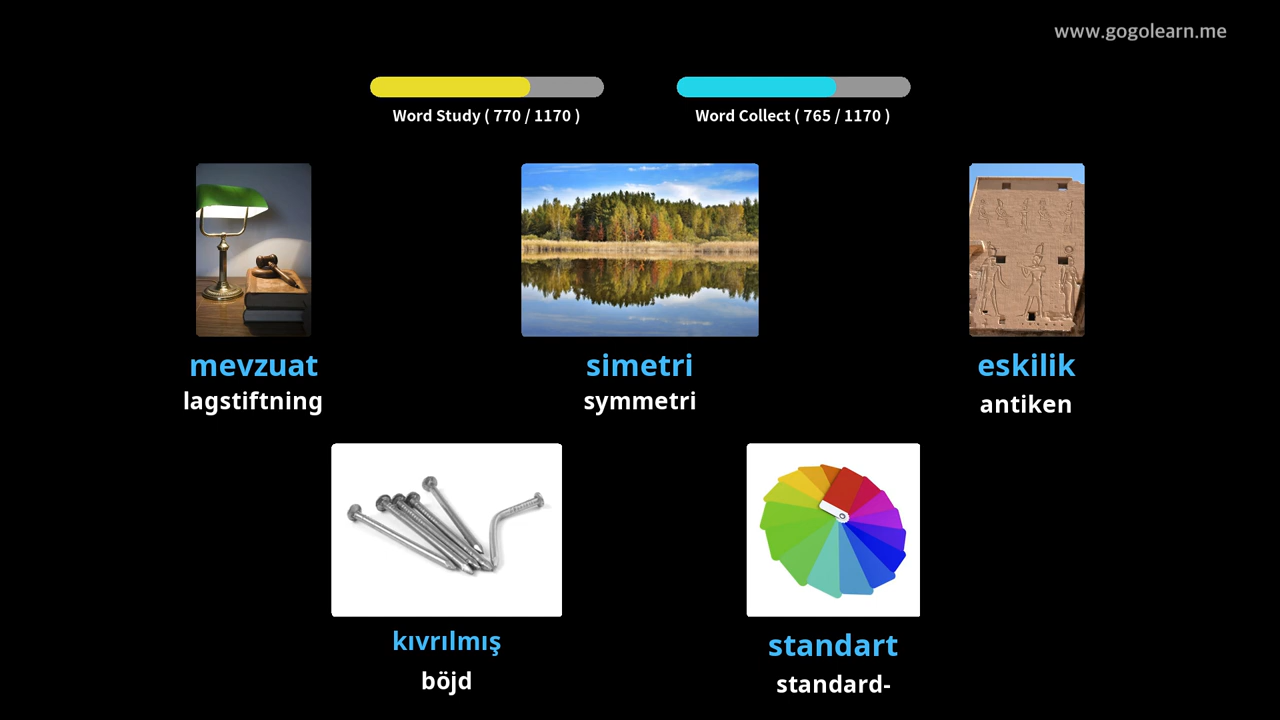 www.gogolearn.me
Word Study ( 770 / 1170 )
Word Collect ( 765 / 1170 )
mevzuat
lagstiftning
simetri
symmetri
eskilik
antiken
kıvrılmış
böjd
standart
standard-